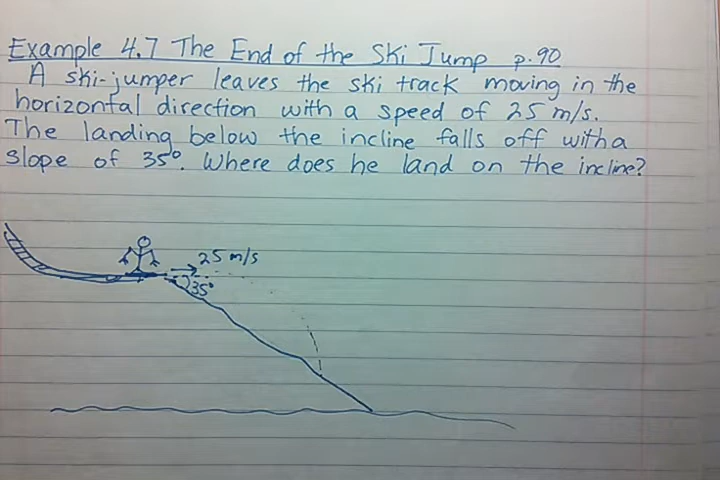 Example 4.7 The End of the Ski Jump p.90
A ski-jumper leaves the ski track moving in the
horizontal direction with a speed of 25 m/s.
The landing below the incline falls off with a
slope of 35°. Where does he land on the incline?
25 m/s
35°